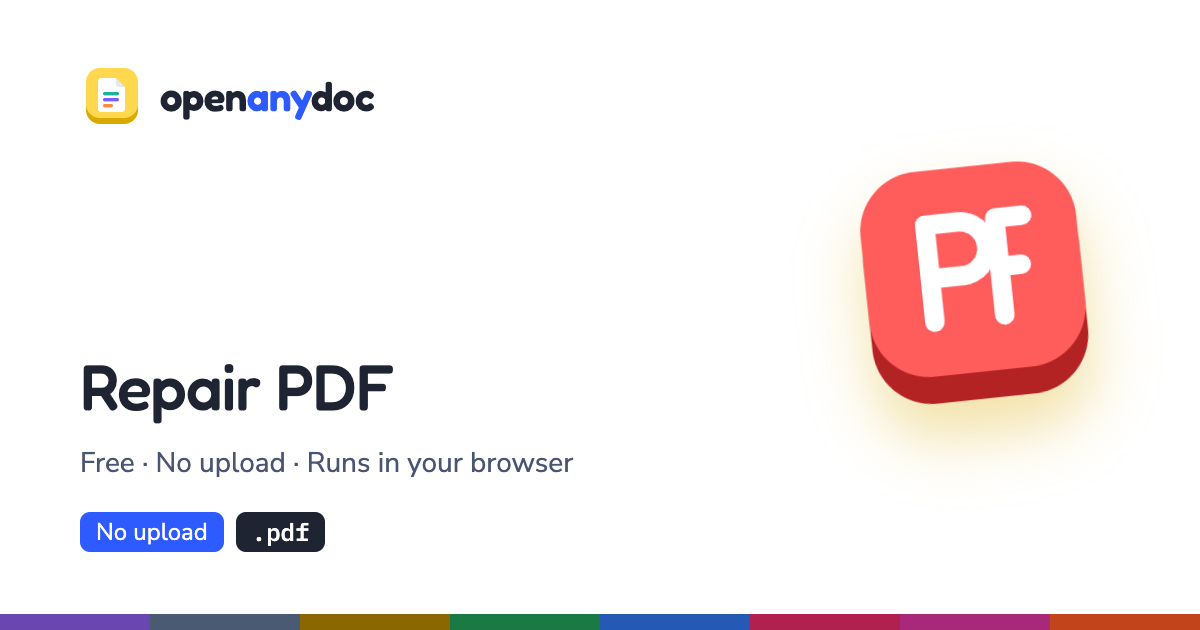 openanydoc
PF
Repair PDF
Free · No upload · Runs in your browser
No upload
.pdf